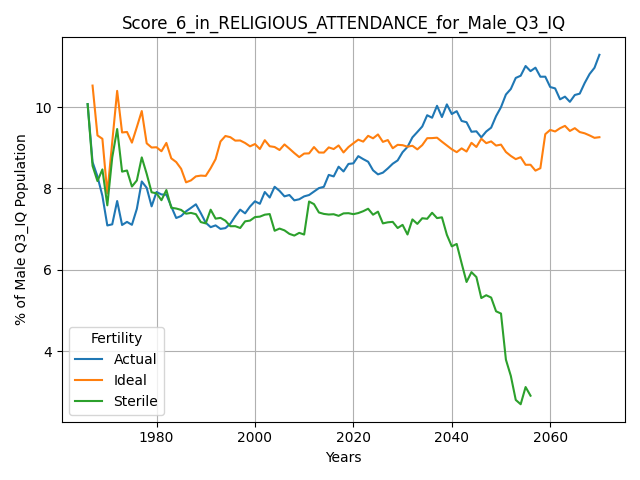 Score_6_in_RELIGIOUS_ATTENDANCE_for_Male_Q3_IQ
% of Male Q3_IQ Population
10
8
6
4
Fertility
Actual
Ideal
Sterile
1980 2000 2020 2040 2060
Years